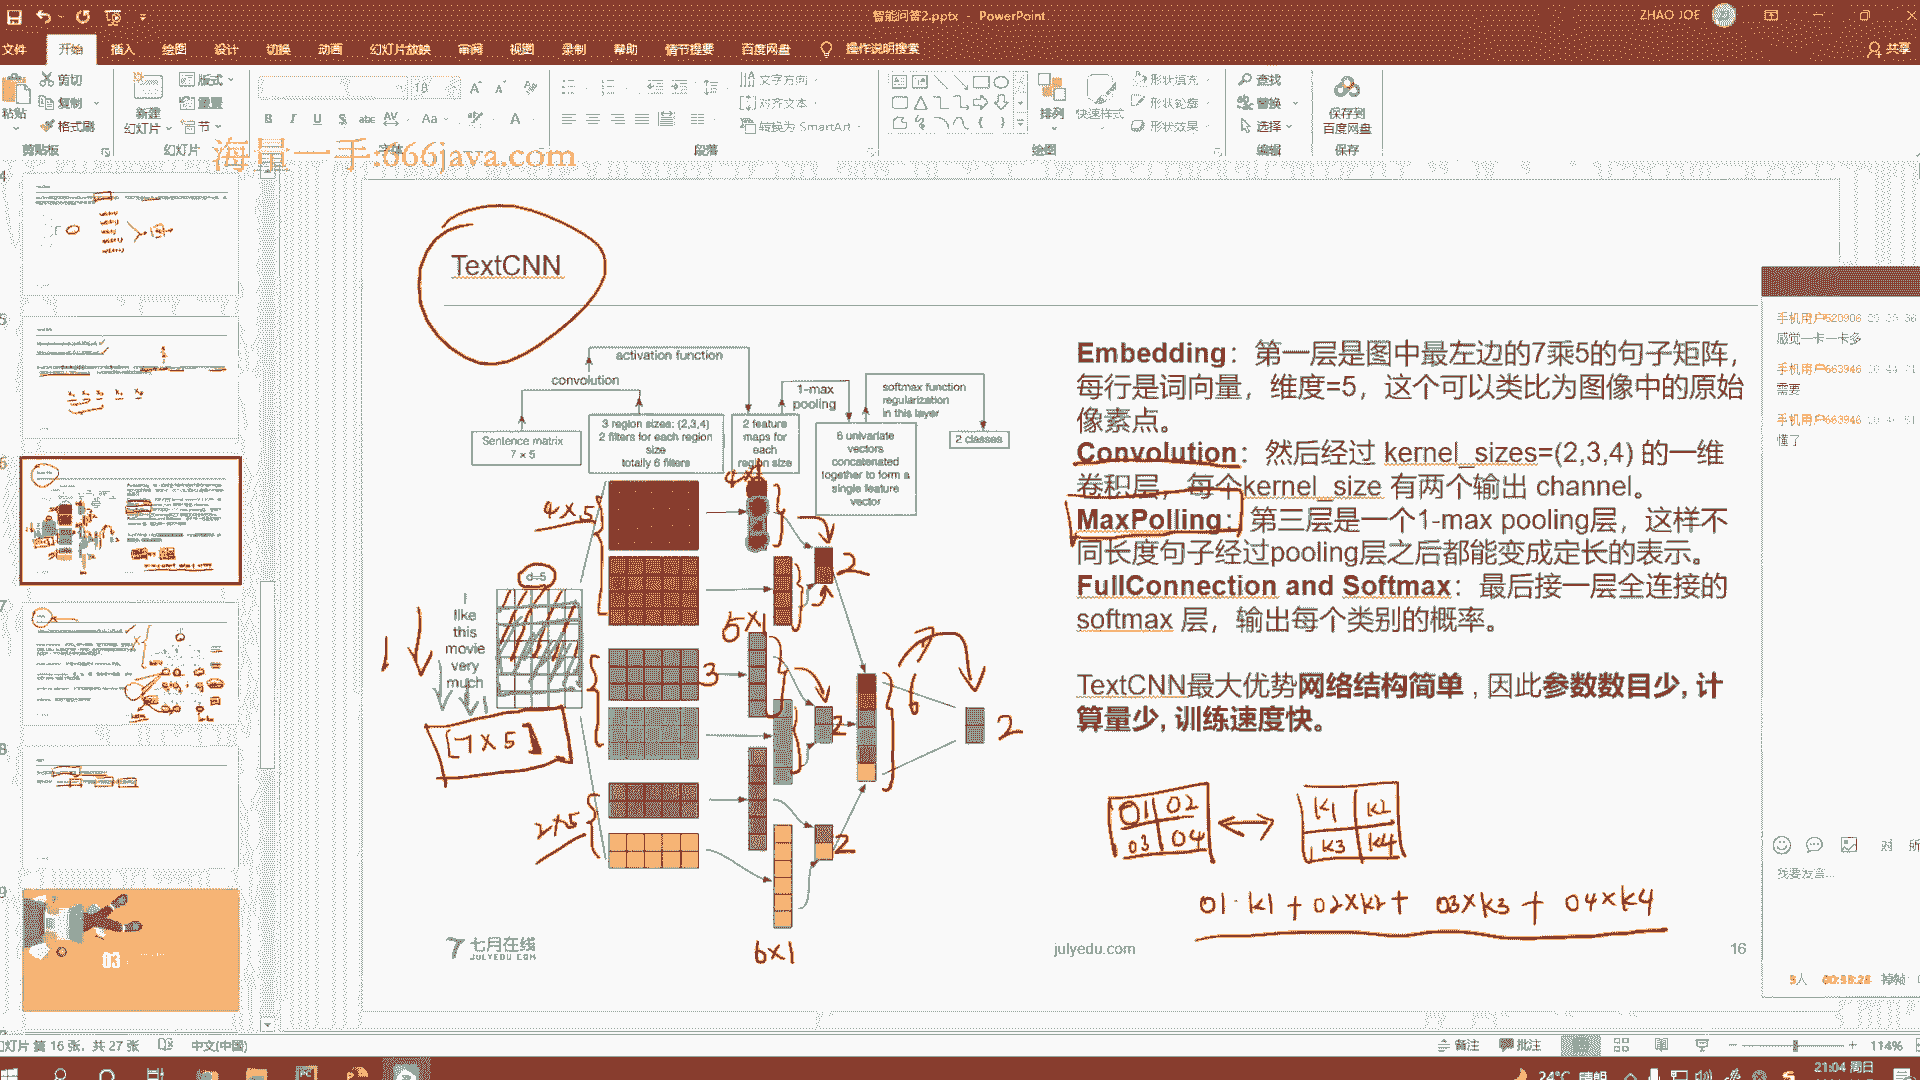 智能问答2.pptx - PowerPoint
ZHAO JOE
文件 开始 插入 绘图 设计 切换 动画 幻灯片放映 审阅 视图 录制 帮助 情节提要 百度网盘 操作说明搜索 共享
粘贴 剪切 复制 格式刷 剪贴板
新建 幻灯片 版式 重置 节 幻灯片
18
B I U S abc AV Aa A
字体
文字方向
对齐文本
转换为 SmartArt
段落
排列 快速样式 形状填充 形状轮廓 形状效果
绘图
查找
替换
选择
编辑
保存到 百度网盘
保存
海量一手:666java.com
TextCNN
activation function
convolution
1-max pooling
softmax function regularization in this layer
Sentence matrix 7 × 5
3 region sizes: (2,3,4) 2 filters for each region size totally 6 filters
2 feature maps for each region size
6 univariate vectors concatenated together to form a single feature vector
2 classes
d=5
I
like
this
movie
very
much
!
4×5
4×1
2
5×1
3
[7×5]
2
6
2
2×5
2
6×1
Embedding：第一层是图中最左边的7乘5的句子矩阵，
每行是词向量，维度=5，这个可以类比为图像中的原始
像素点。
Convolution：然后经过 kernel_sizes=(2,3,4) 的一维
卷积层，每个kernel_size 有两个输出 channel。
MaxPolling：第三层是一个1-max pooling层，这样不
同长度句子经过pooling层之后都能变成定长的表示。
FullConnection and Softmax：最后接一层全连接的
softmax 层，输出每个类别的概率。
TextCNN最大优势网络结构简单，因此参数数目少，计
算量少，训练速度快。
01 02
03 04
K1 K2
K3 K4
01·K1 + 02×K2 + 03×K3 + 04×K4
七月在线
JULYEDU.COM
julyedu.com
16
手机用户520906
感觉一卡一卡多
手机用户663946
需要
手机用户663946
懂了
我要发言...
幻灯片 第 16 张，共 27 张 中文(中国)
备注 批注 114%
24°C 晴朗
21:04 周日